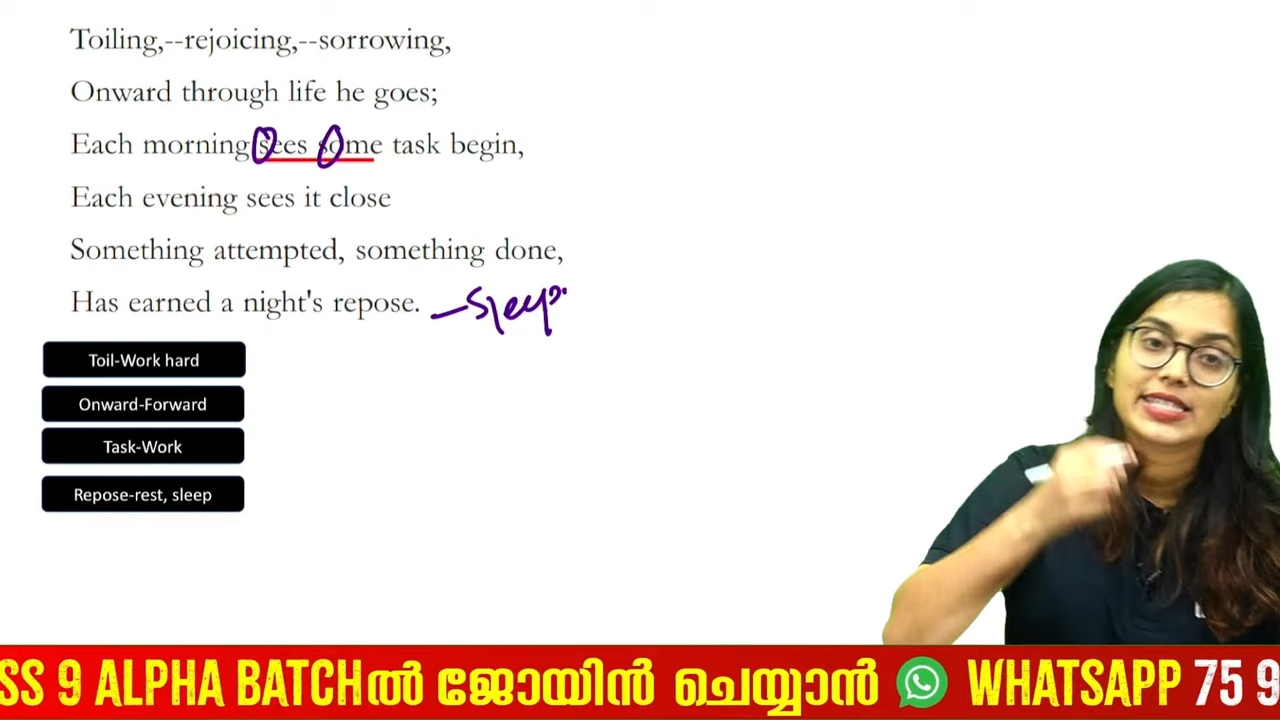 Toiling,--rejoicing,--sorrowing,
Onward through life he goes;
Each morning sees some task begin,
Each evening sees it close
Something attempted, something done,
Has earned a night's repose. —Sleep
Toil-Work hard
Onward-Forward
Task-Work
Repose-rest, sleep
SS 9 ALPHA BATCHൽ ജോയിൻ ചെയ്യാൻ WHATSAPP 75 9